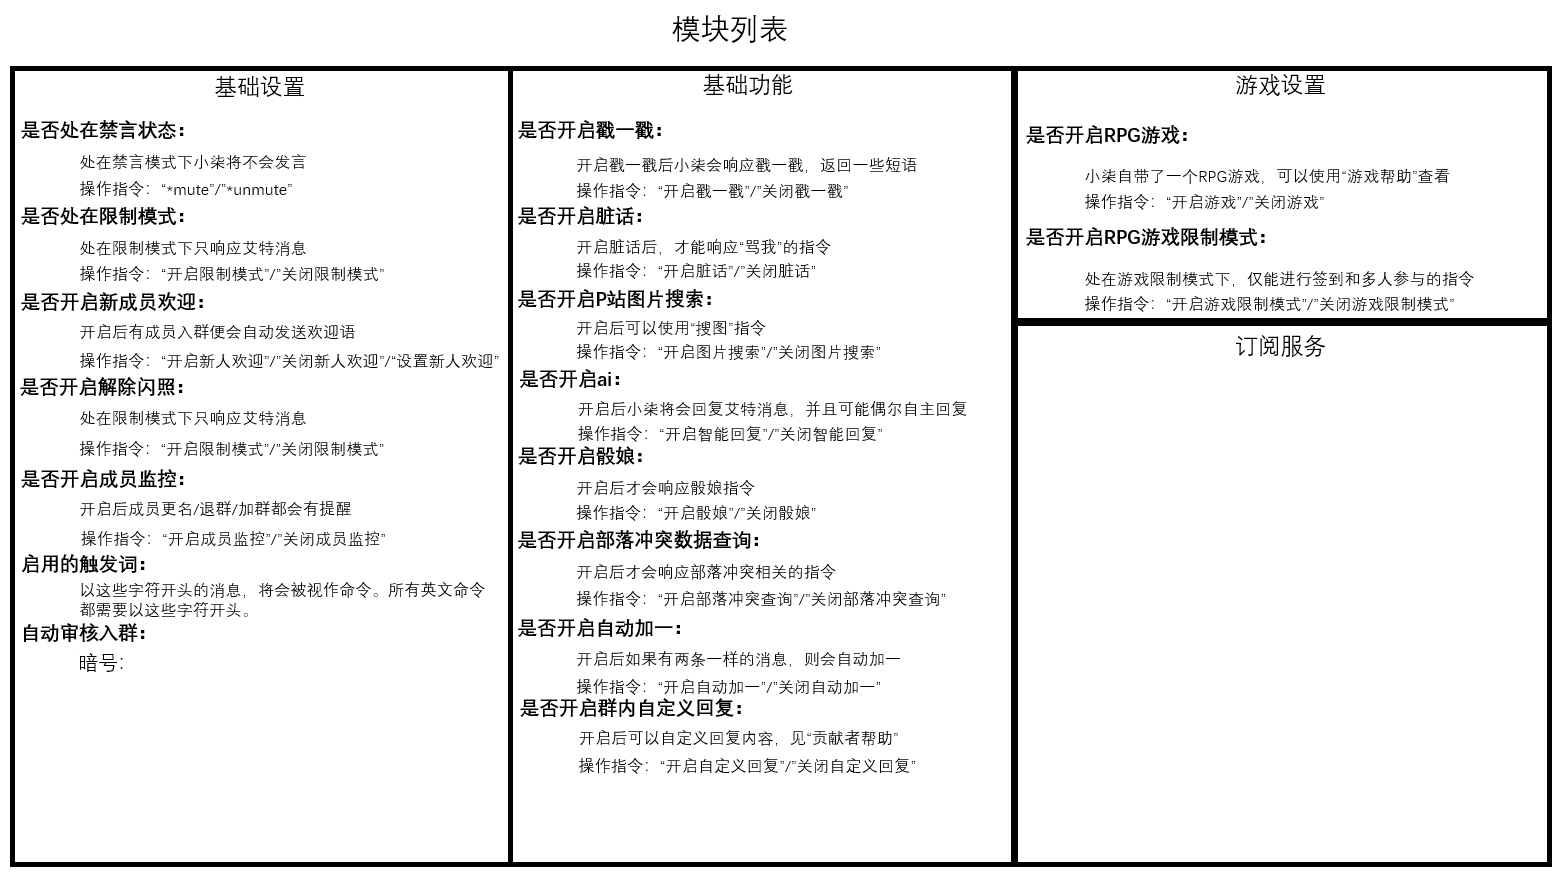 模块列表
基础设置
是否处在禁言状态：
处在禁言模式下小柒将不会发言
操作指令：“*mute”/”*unmute”
是否处在限制模式：
处在限制模式下只响应艾特消息
操作指令：“开启限制模式”/”关闭限制模式”
是否开启新成员欢迎：
开启后有成员入群便会自动发送欢迎语
操作指令：“开启新人欢迎”/”关闭新人欢迎”/“设置新人欢迎”
是否开启解除闪照：
处在限制模式下只响应艾特消息
操作指令：“开启限制模式”/”关闭限制模式”
是否开启成员监控：
开启后成员更名/退群/加群都会有提醒
操作指令：“开启成员监控”/”关闭成员监控”
启用的触发词：
以这些字符开头的消息，将会被视作命令。所有英文命令
都需要以这些字符开头。
自动审核入群：
暗号：
基础功能
是否开启戳一戳：
开启戳一戳后小柒会响应戳一戳，返回一些短语
操作指令：“开启戳一戳”/”关闭戳一戳”
是否开启脏话：
开启脏话后，才能响应“骂我”的指令
操作指令：“开启脏话”/”关闭脏话”
是否开启P站图片搜索：
开启后可以使用“搜图”指令
操作指令：“开启图片搜索”/”关闭图片搜索”
是否开启ai：
开启后小柒将会回复艾特消息，并且可能偶尔自主回复
操作指令：“开启智能回复”/”关闭智能回复”
是否开启骰娘：
开启后才会响应骰娘指令
操作指令：“开启骰娘”/”关闭骰娘”
是否开启部落冲突数据查询：
开启后才会响应部落冲突相关的指令
操作指令：“开启部落冲突查询”/”关闭部落冲突查询”
是否开启自动加一：
开启后如果有两条一样的消息，则会自动加一
操作指令：“开启自动加一”/”关闭自动加一”
是否开启群内自定义回复：
开启后可以自定义回复内容，见“贡献者帮助”
操作指令：“开启自定义回复”/”关闭自定义回复”
游戏设置
是否开启RPG游戏：
小柒自带了一个RPG游戏，可以使用“游戏帮助”查看
操作指令：“开启游戏”/”关闭游戏”
是否开启RPG游戏限制模式：
处在游戏限制模式下，仅能进行签到和多人参与的指令
操作指令：“开启游戏限制模式”/”关闭游戏限制模式”
订阅服务